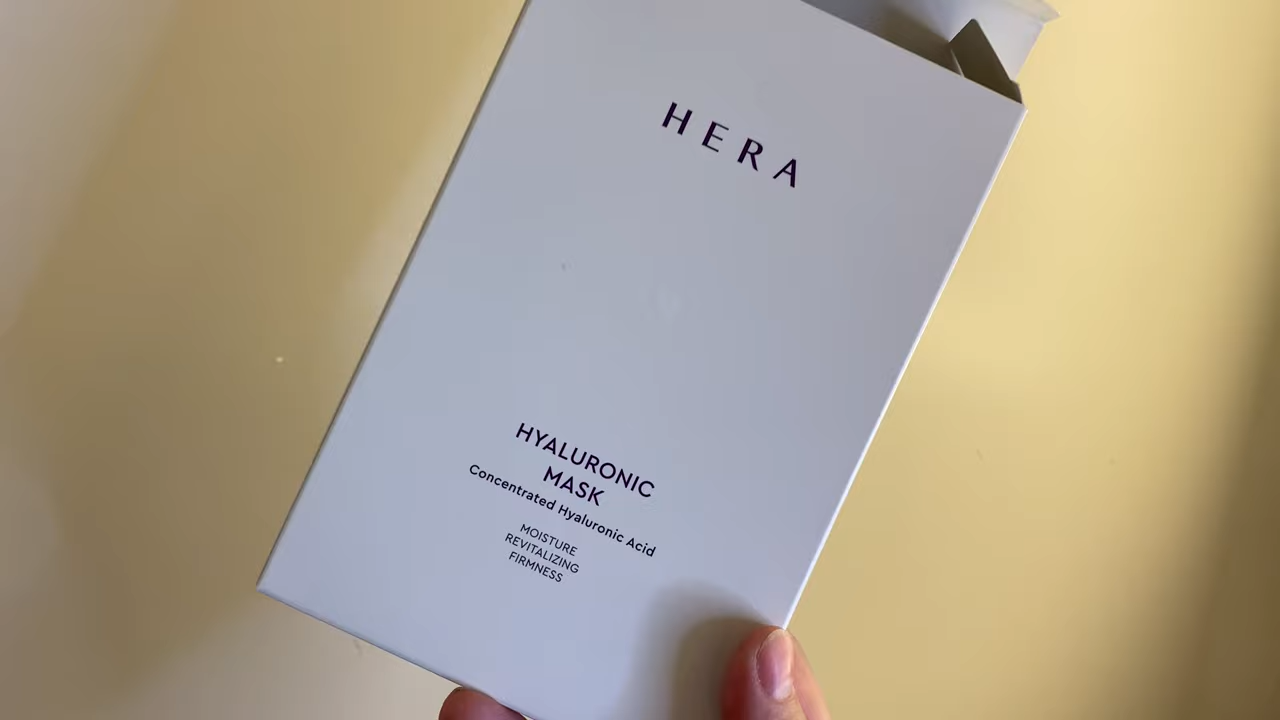 HERA
HYALURONIC
MASK
Concentrated Hyaluronic Acid
MOISTURE
REVITALIZING
FIRMNESS